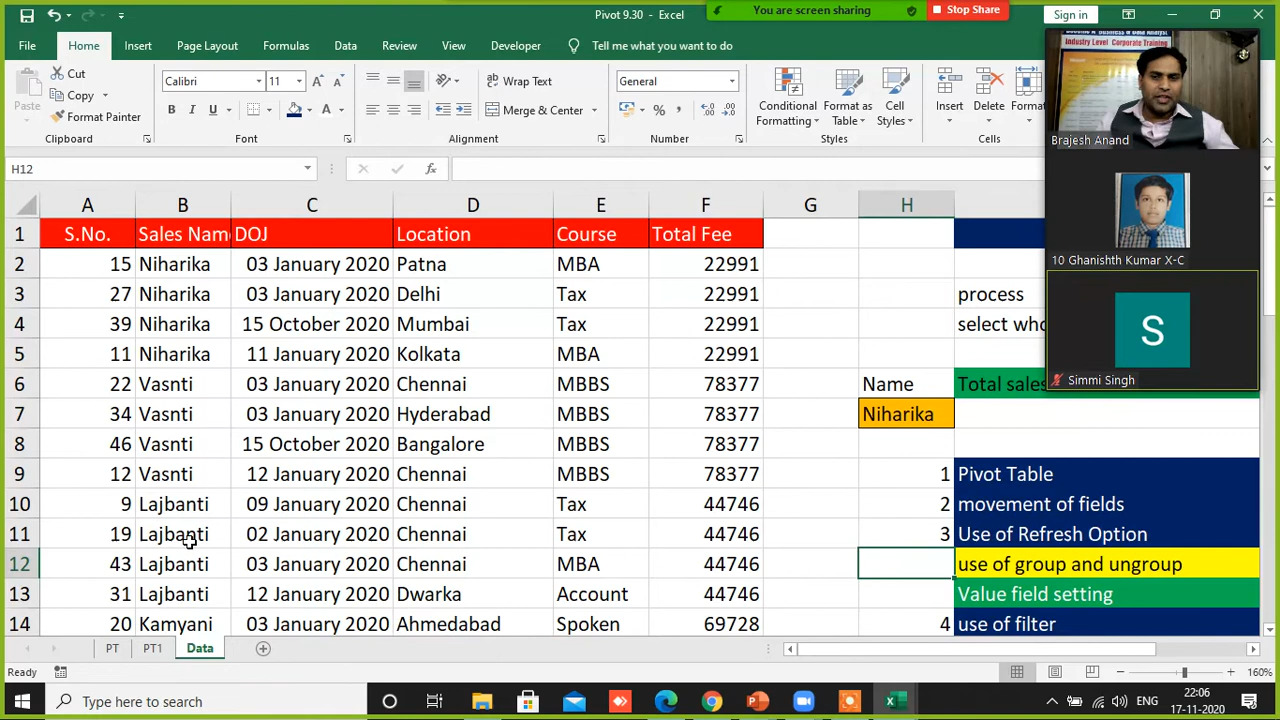 Pivot 9.30 - Excel
You are screen sharing
Stop Share
Sign in
File Home Insert Page Layout Formulas Data Review View Developer Tell me what you want to do
Industry Level Corporate Training
Cut
Copy
Format Painter
Paste
Clipboard
Calibri 11
B I U
Font
Wrap Text
Merge & Center
Alignment
General
Number
Conditional Formatting
Format as Table
Cell Styles
Styles
Insert Delete Format
Cells
Brajesh Anand
10 Ghanishth Kumar X-C
S
Simmi Singh
H12
fx
A B C D E F G H
1 S.No. Sales Nam DOJ Location Course Total Fee
2 15 Niharika 03 January 2020 Patna MBA 22991
3 27 Niharika 03 January 2020 Delhi Tax 22991 process
4 39 Niharika 15 October 2020 Mumbai Tax 22991 select who
5 11 Niharika 11 January 2020 Kolkata MBA 22991
6 22 Vasnti 03 January 2020 Chennai MBBS 78377 Name Total sales
7 34 Vasnti 03 January 2020 Hyderabad MBBS 78377 Niharika
8 46 Vasnti 15 October 2020 Bangalore MBBS 78377
9 12 Vasnti 12 January 2020 Chennai MBBS 78377 1 Pivot Table
10 9 Lajbanti 09 January 2020 Chennai Tax 44746 2 movement of fields
11 19 Lajbanti 02 January 2020 Chennai Tax 44746 3 Use of Refresh Option
12 43 Lajbanti 03 January 2020 Chennai MBA 44746 use of group and ungroup
13 31 Lajbanti 12 January 2020 Dwarka Account 44746 Value field setting
14 20 Kamyani 03 January 2020 Ahmedabad Spoken 69728 4 use of filter
PT PT1 Data
Ready
160%
Type here to search
ENG
22:06
17-11-2020